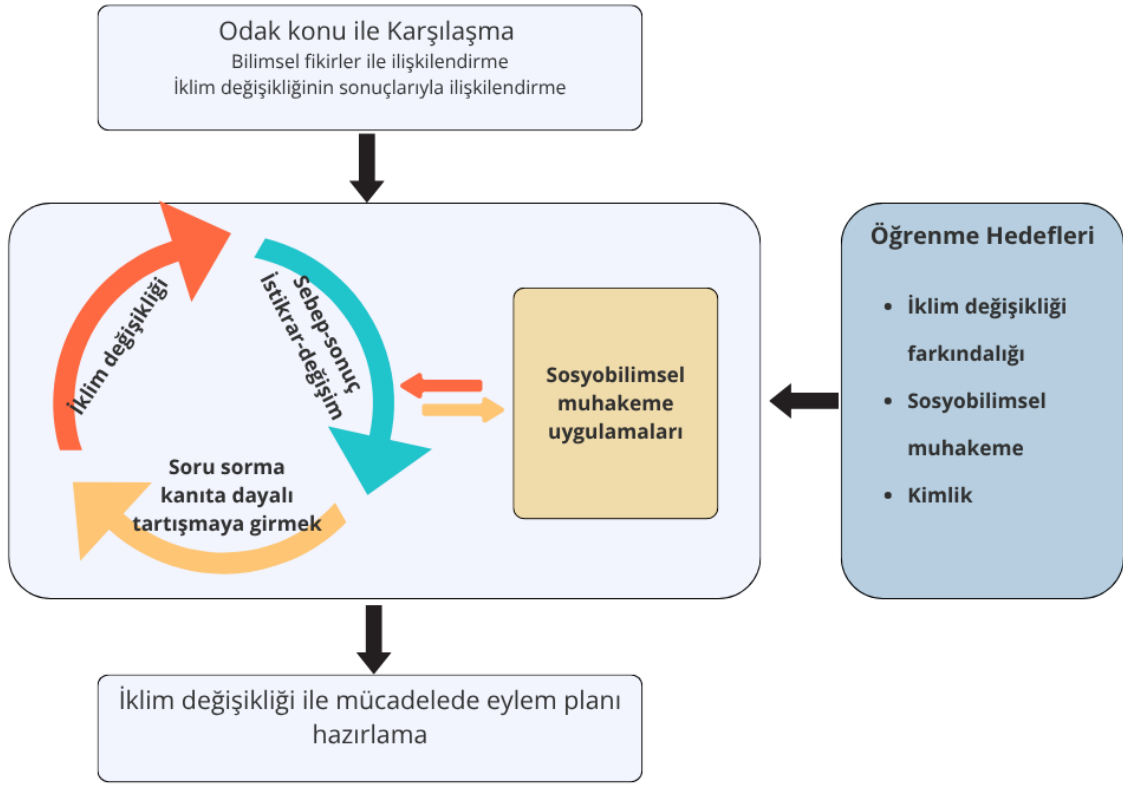 Odak konu ile Karşılaşma
Bilimsel fikirler ile ilişkilendirme
İklim değişikliğinin sonuçlarıyla ilişkilendirme
İklim değişikliği
Sebep-sonuç
İstikrar-değişim
Soru sorma
kanıta dayalı
tartışmaya girmek
Sosyobilimsel
muhakeme
uygulamaları
Öğrenme Hedefleri
• İklim değişikliği
farkındalığı
• Sosyobilimsel
muhakeme
• Kimlik
İklim değişikliği ile mücadelede eylem planı
hazırlama